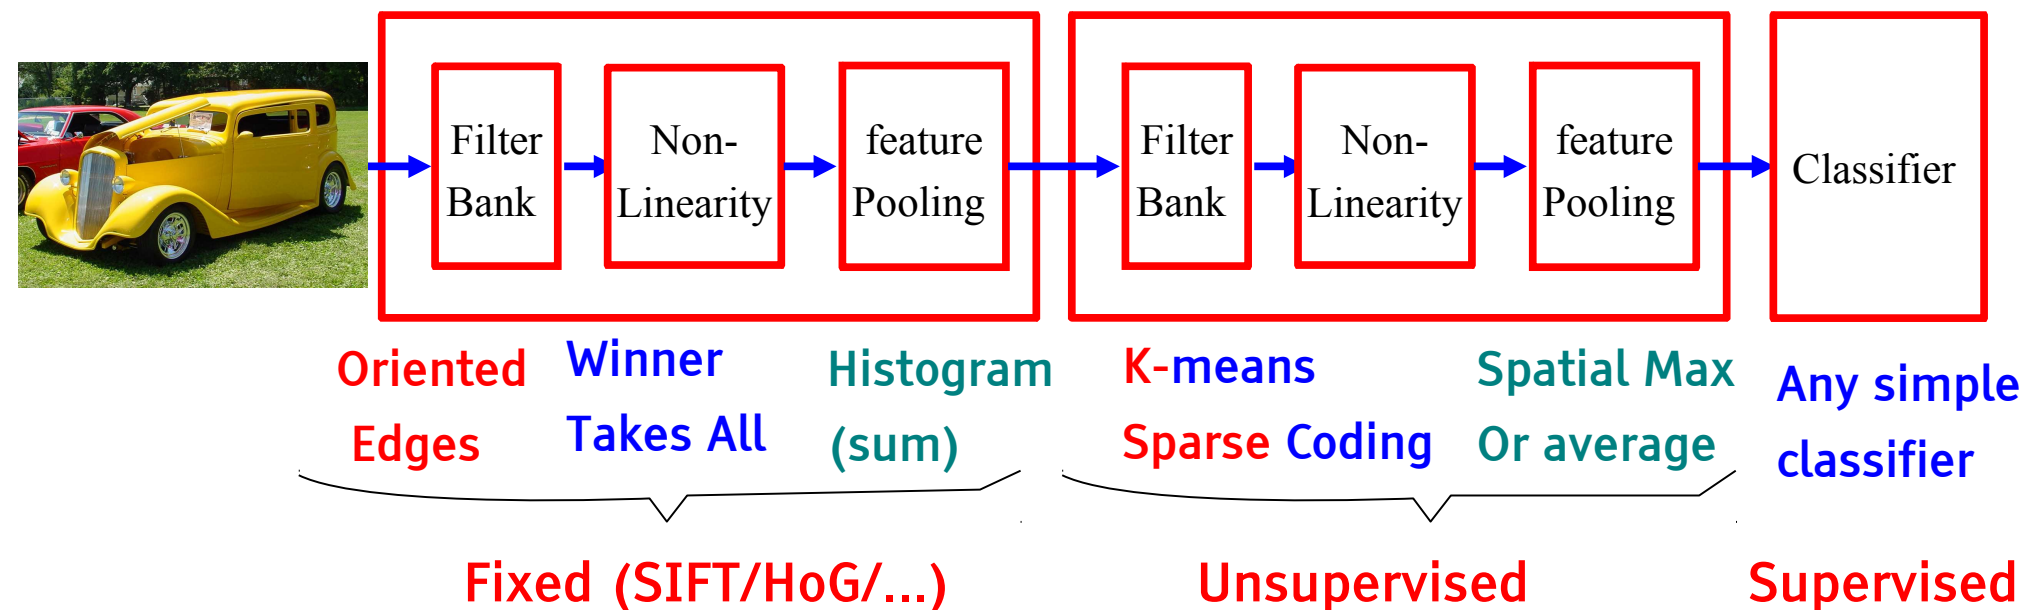 Filter
Bank
Non-
Linearity
feature
Pooling
Filter
Bank
Non-
Linearity
feature
Pooling
Classifier
Oriented
Edges
Winner
Takes All
Histogram
(sum)
K-means
Sparse Coding
Spatial Max
Or average
Any simple
classifier
Fixed (SIFT/HoG/...)
Unsupervised
Supervised